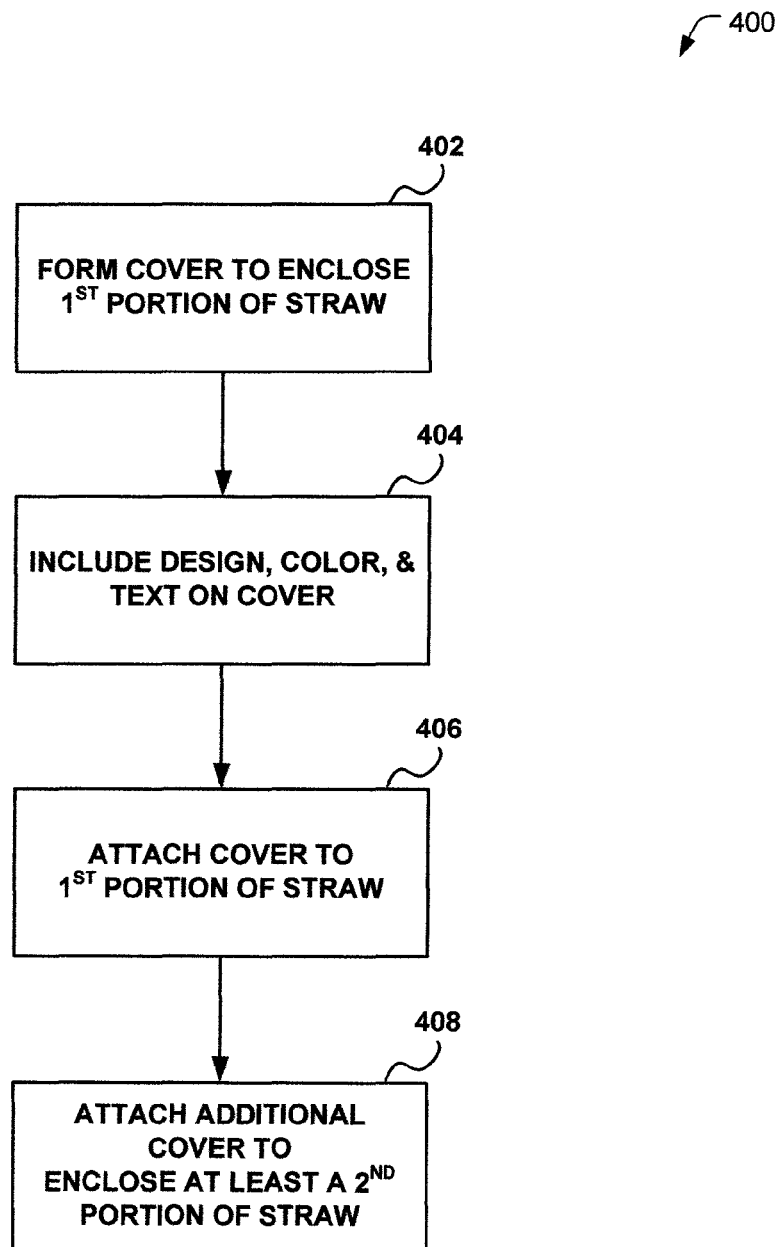 400
402
FORM COVER TO ENCLOSE
1ST PORTION OF STRAW
404
INCLUDE DESIGN, COLOR, &
TEXT ON COVER
406
ATTACH COVER TO
1ST PORTION OF STRAW
408
ATTACH ADDITIONAL
COVER TO
ENCLOSE AT LEAST A 2ND
PORTION OF STRAW